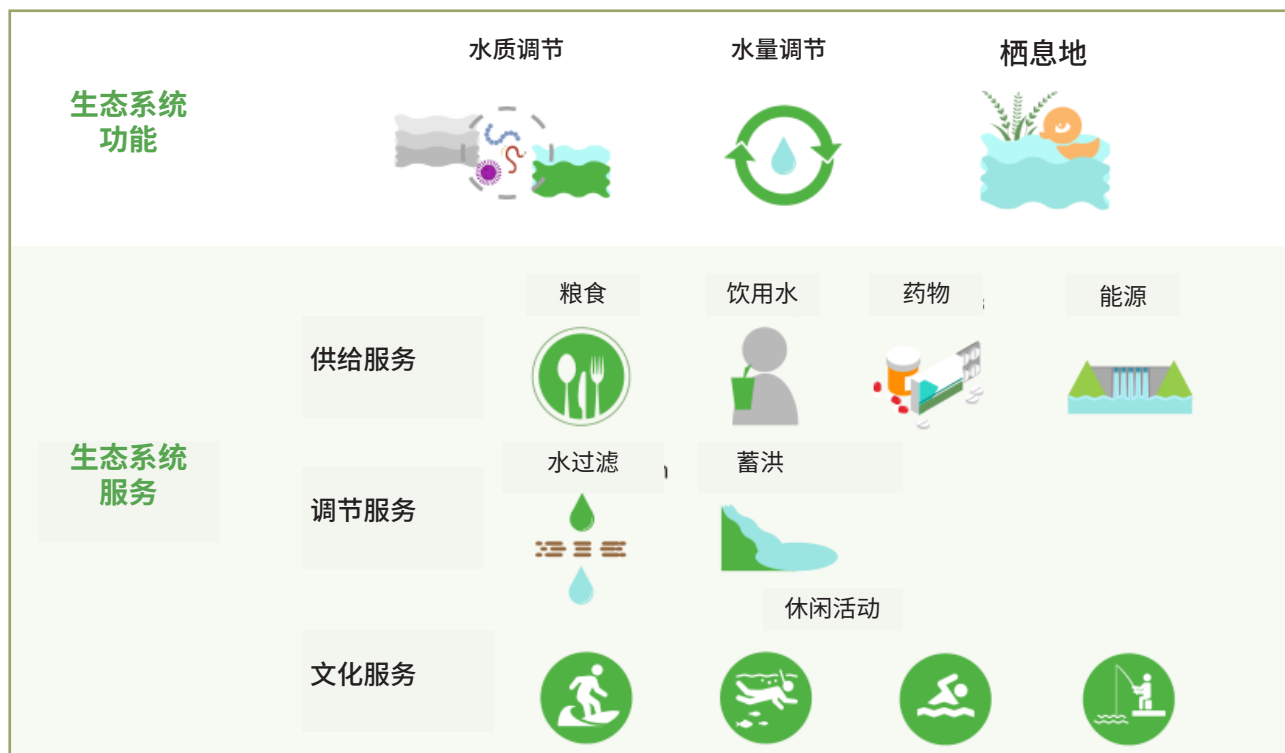 水质调节
水量调节
栖息地
生态系统
功能
粮食
饮用水
药物
能源
供给服务
生态系统
服务
水过滤
蓄洪
调节服务
休闲活动
文化服务